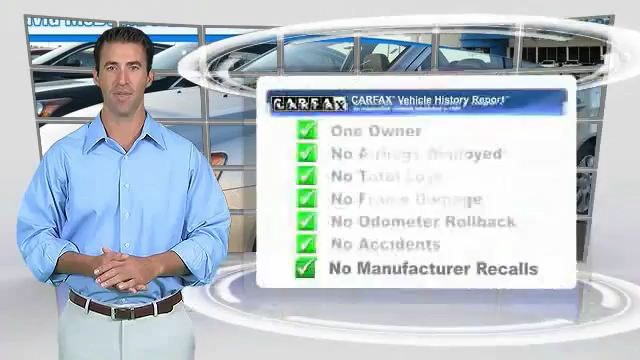 CARFAX CARFAX Vehicle History Report
One Owner
No Airbags Deployed
No Total Loss
No Frame Damage
No Odometer Rollback
No Accidents
No Manufacturer Recalls